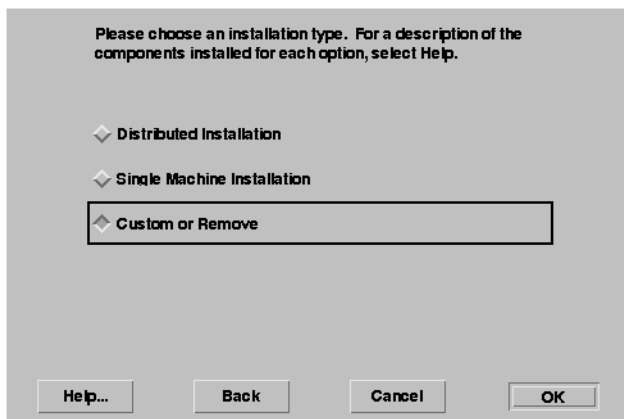 Please choose an installation type. For a description of the
components installed for each option, select Help.
Distributed Installation
Single Machine Installation
Custom or Remove
Help... Back Cancel OK